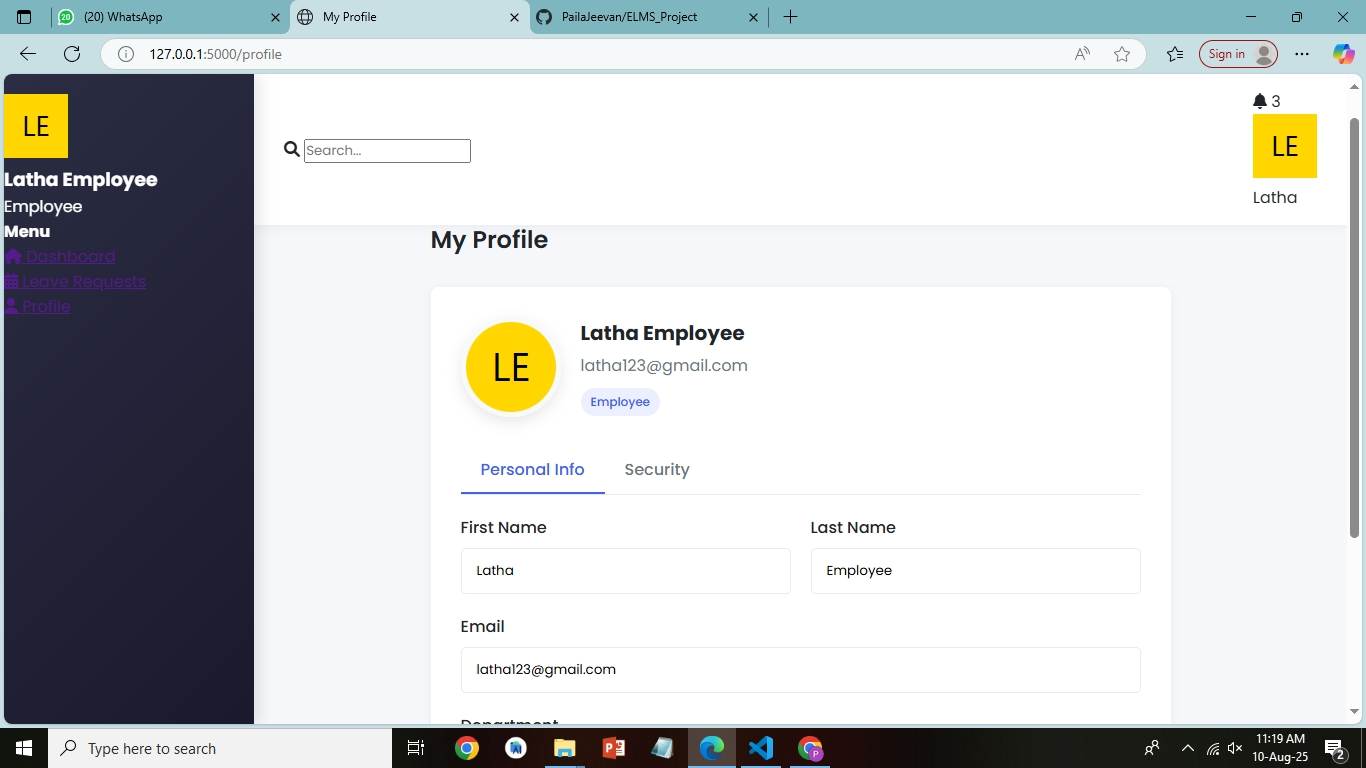 (20) WhatsApp
My Profile
PailaJeevan/ELMS_Project
127.0.0.1:5000/profile
Sign in
LE
Latha Employee
Employee
Menu
Dashboard
Leave Requests
Profile
Search...
3
LE
Latha
My Profile
LE
Latha Employee
latha123@gmail.com
Employee
Personal Info
Security
First Name
Last Name
Latha
Employee
Email
latha123@gmail.com
Department
Type here to search
11:19 AM
10-Aug-25
2